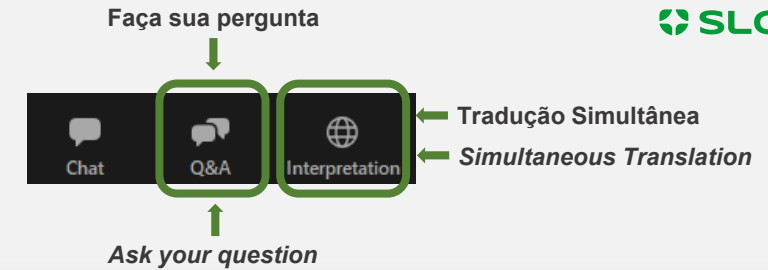 Faça sua pergunta
SLC
Chat
Q&A
Interpretation
Tradução Simultânea
Simultaneous Translation
Ask your question